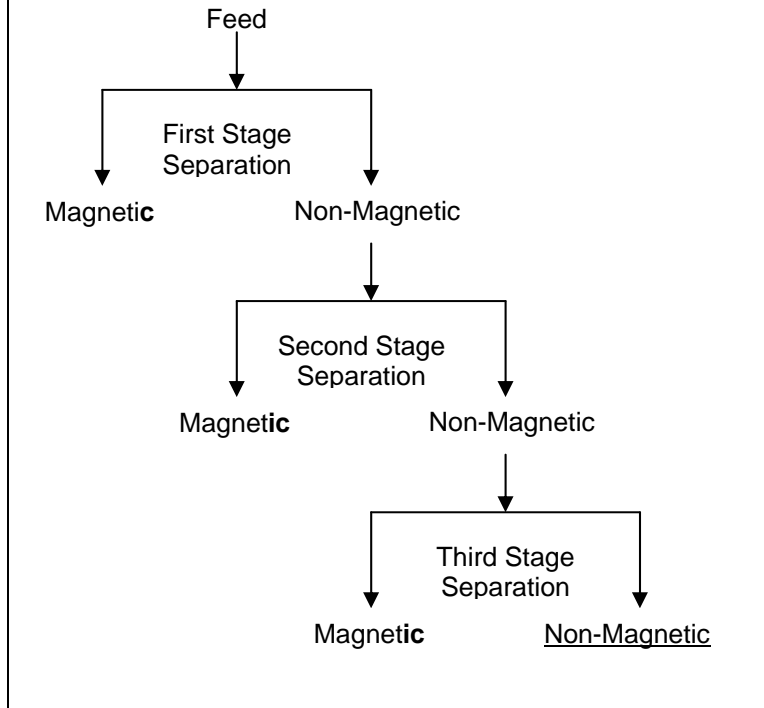 Feed
First Stage
Separation
Magnetic
Non-Magnetic
Second Stage
Separation
Magnetic
Non-Magnetic
Third Stage
Separation
Magnetic
Non-Magnetic